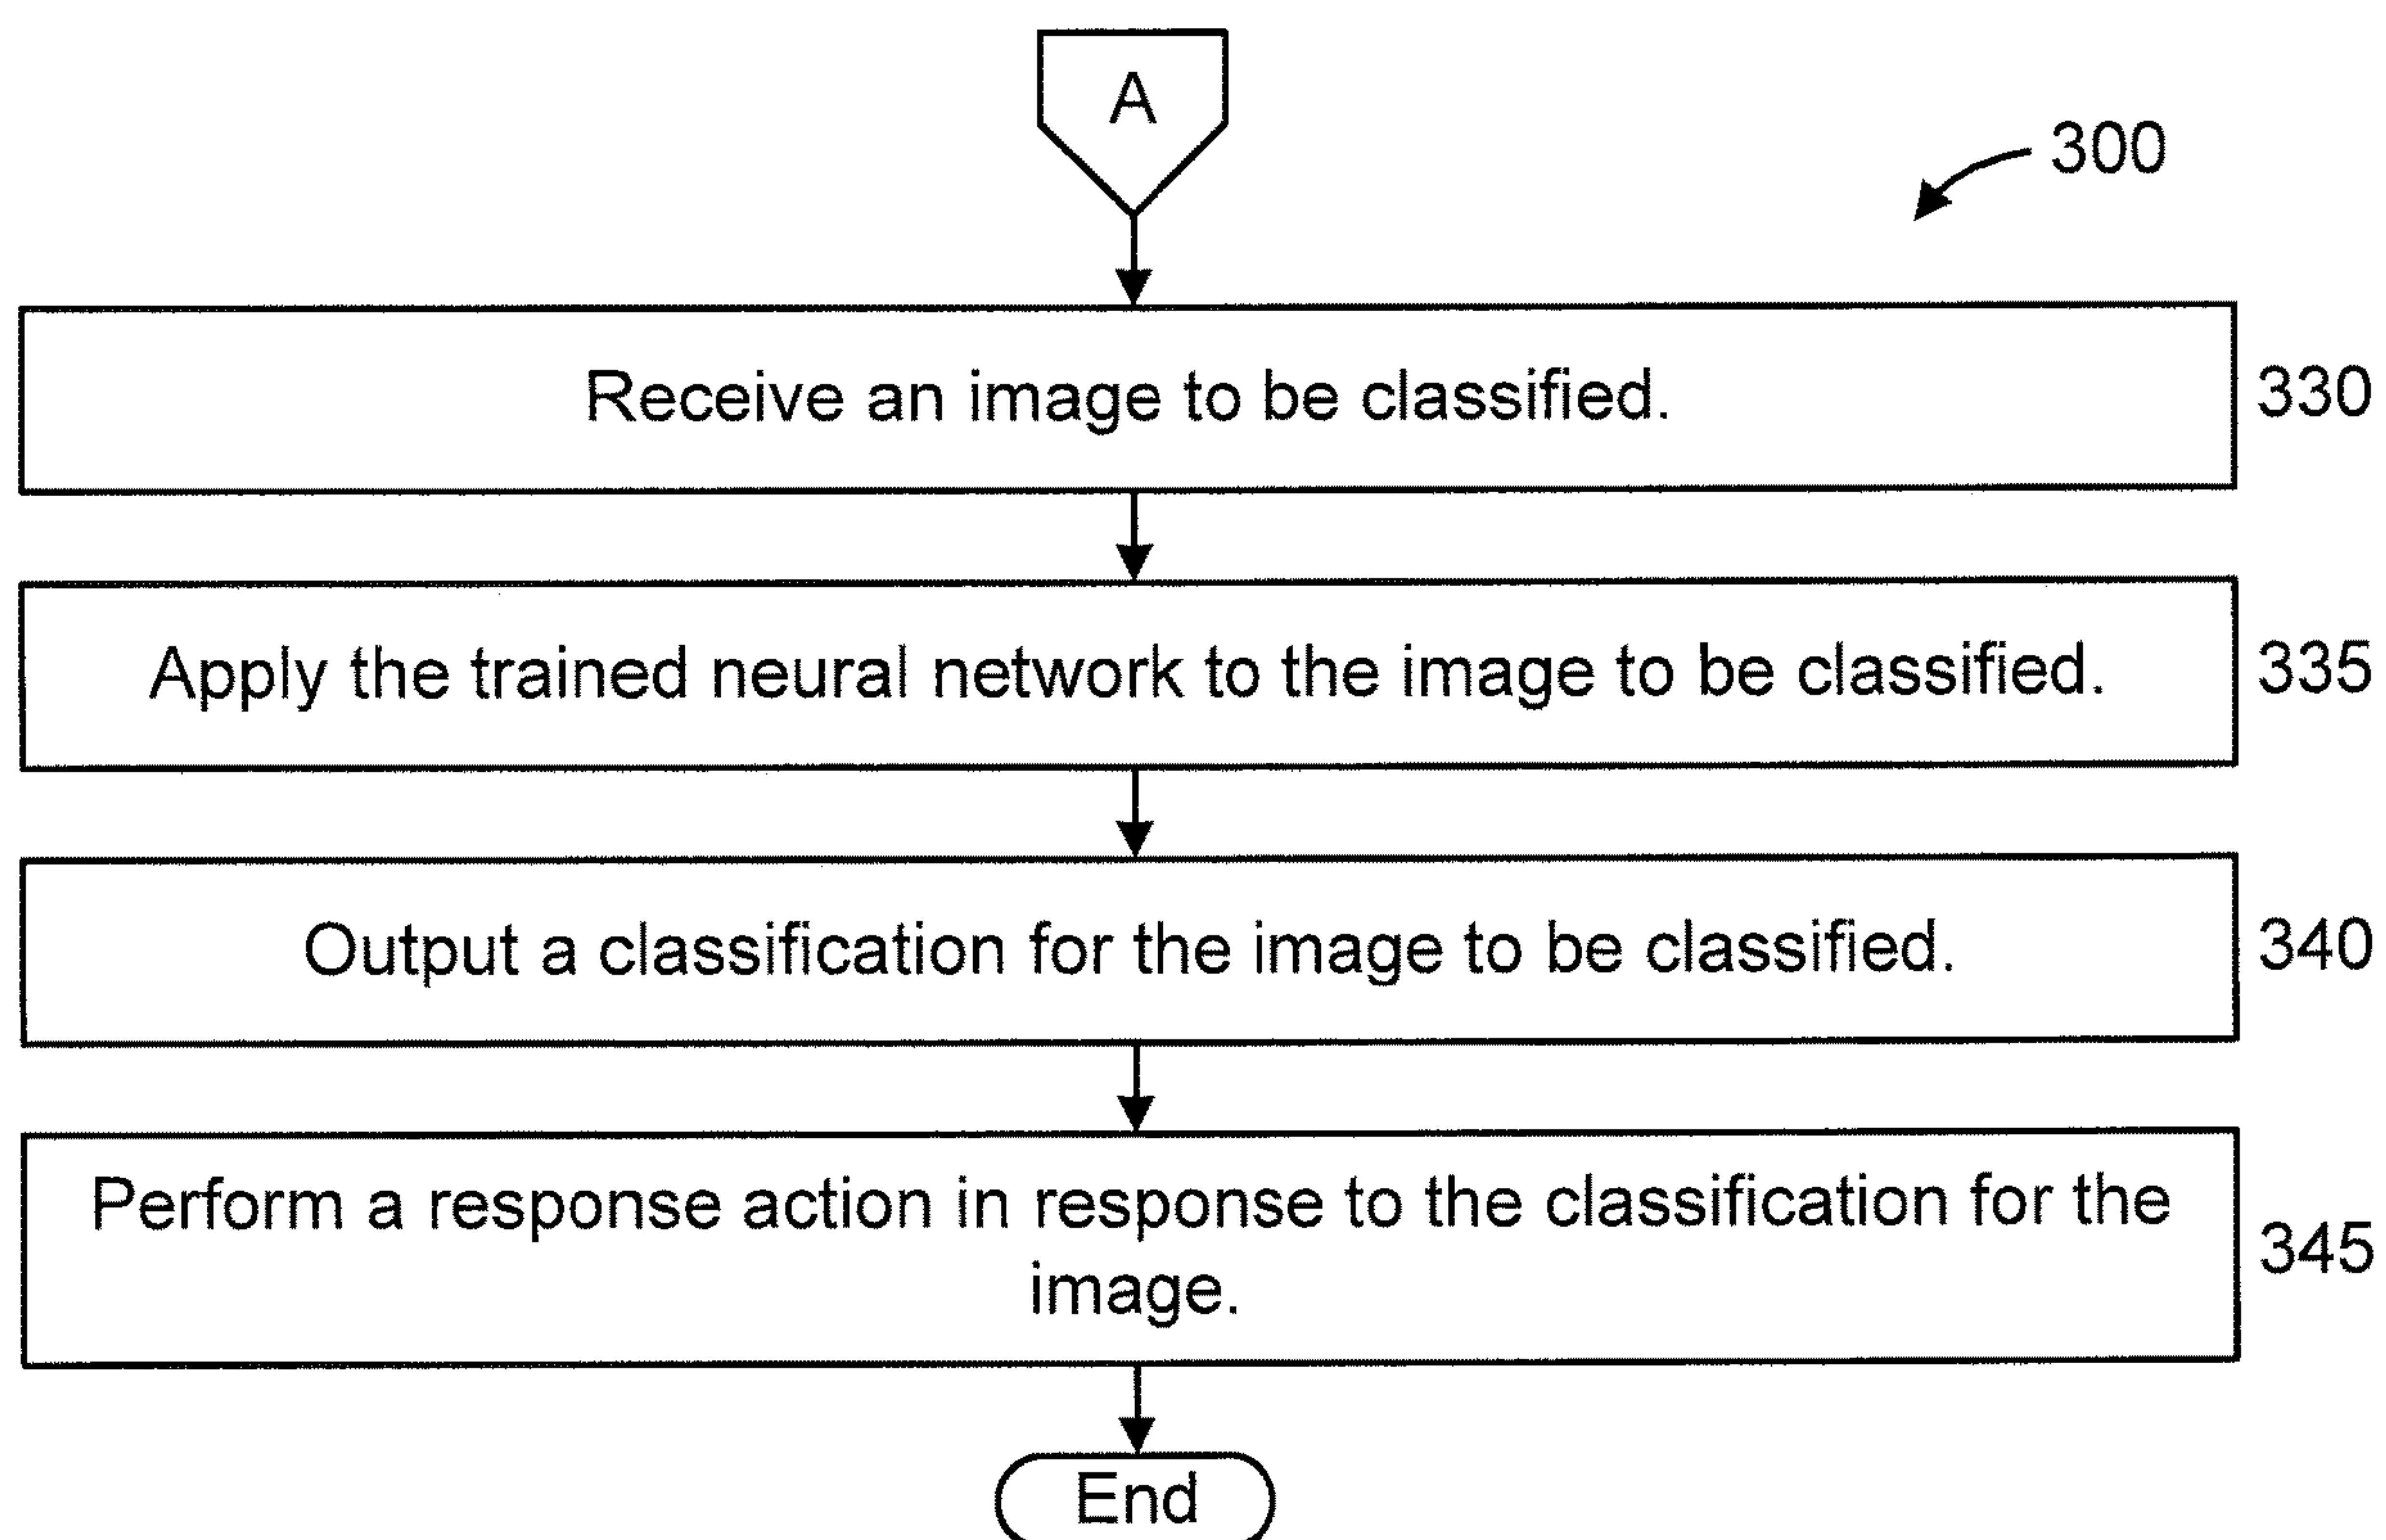 A
300
Receive an image to be classified.
330
Apply the trained neural network to the image to be classified.
335
Output a classification for the image to be classified.
340
Perform a response action in response to the classification for the
image.
345
End